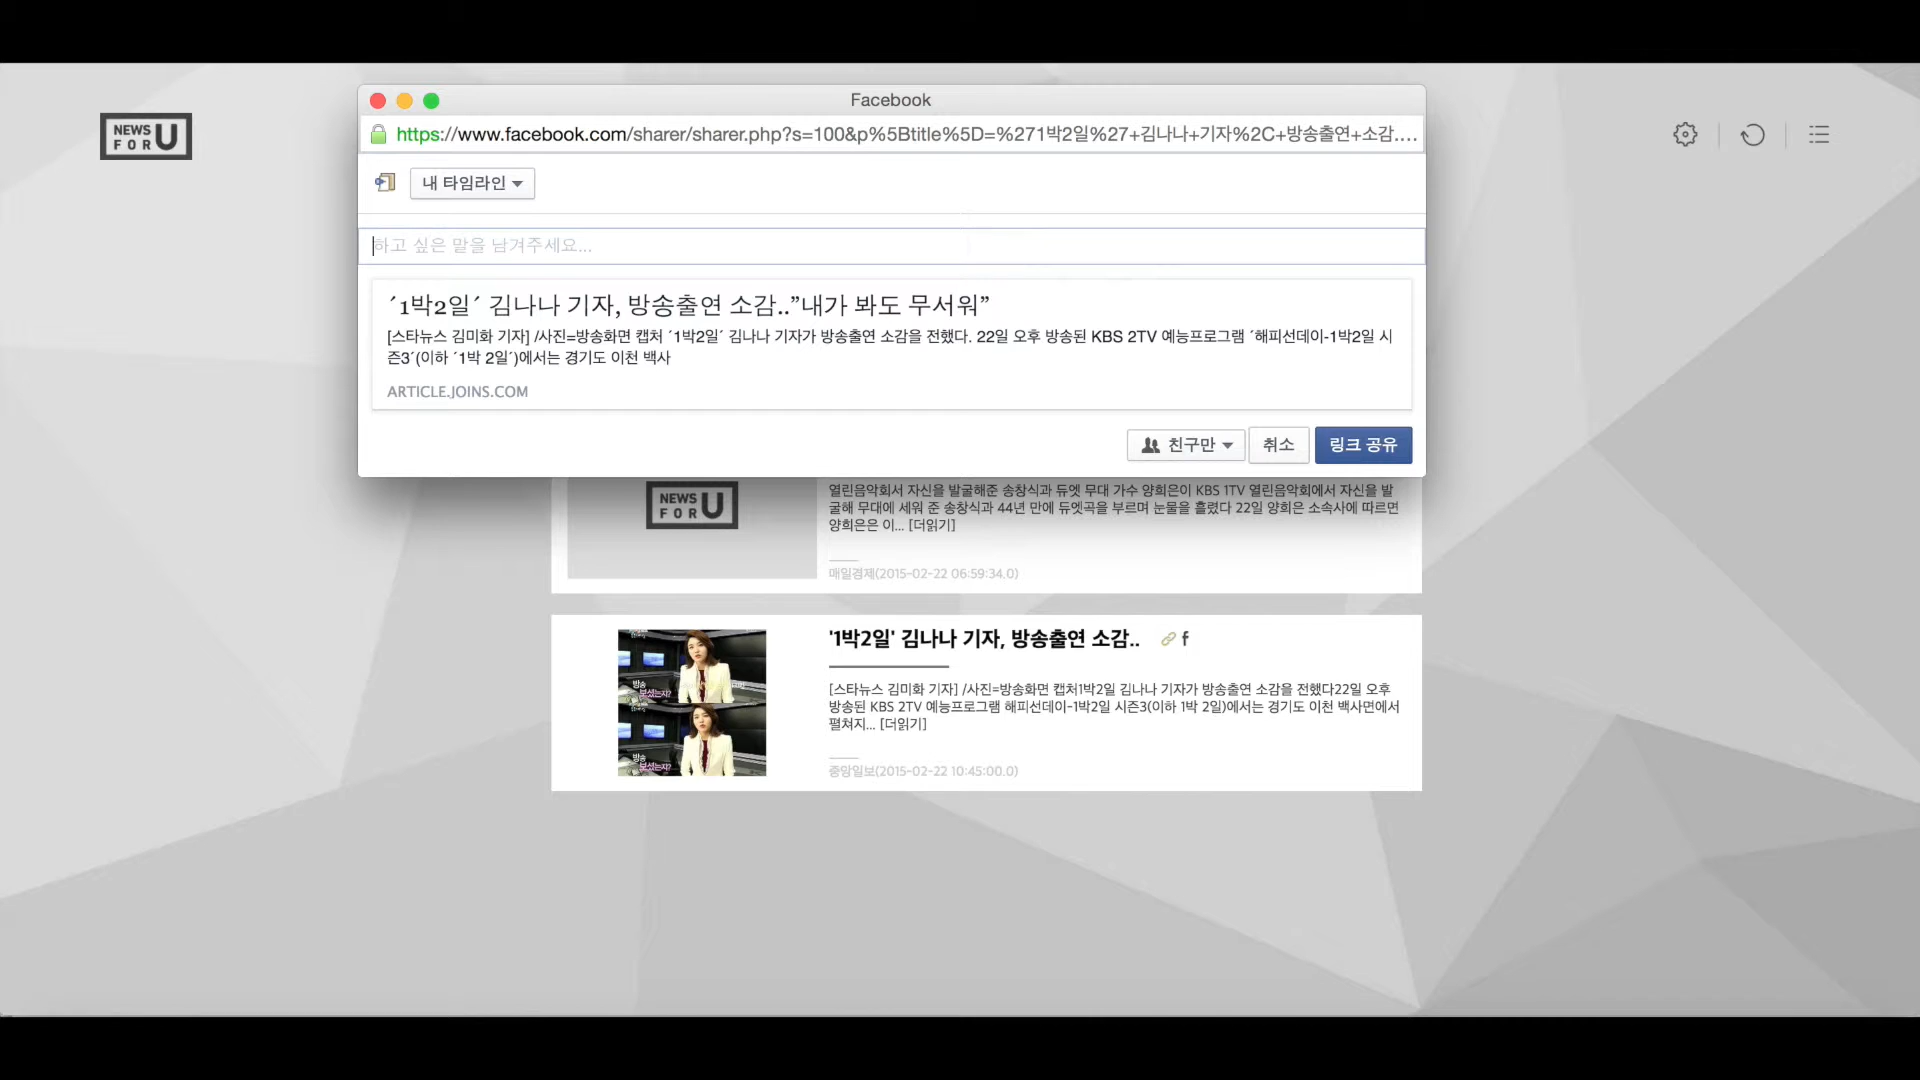 Facebook
https://www.facebook.com/sharer/sharer.php?s=100&p%5Btitle%5D=%271박2일%27+김나나+기자%2C+방송출연+소감....
NEWS
FOR U
내 타임라인
하고 싶은 말을 남겨주세요...
´1박2일´ 김나나 기자, 방송출연 소감..”내가 봐도 무서워”
[스타뉴스 김미화 기자] /사진=방송화면 캡처 ´1박2일´ 김나나 기자가 방송출연 소감을 전했다. 22일 오후 방송된 KBS 2TV 예능프로그램 ´해피선데이-1박2일 시
즌3´(이하 ´1박 2일´)에서는 경기도 이천 백사
ARTICLE.JOINS.COM
친구만 취소 링크 공유
NEWS
FOR U
열린음악회서 자신을 발굴해준 송창식과 듀엣 무대 가수 양희은이 KBS 1TV 열린음악회에서 자신을 발
굴해 무대에 세워 준 송창식과 44년 만에 듀엣곡을 부르며 눈물을 흘렸다 22일 양희은 소속사에 따르면
양희은은 이... [더읽기]
매일경제(2015-02-22 06:59:34.0)
'1박2일' 김나나 기자, 방송출연 소감.. f
[스타뉴스 김미화 기자] /사진=방송화면 캡처1박2일 김나나 기자가 방송출연 소감을 전했다22일 오후
방송된 KBS 2TV 예능프로그램 해피선데이-1박2일 시즌3(이하 1박 2일)에서는 경기도 이천 백사면에서
펼쳐지... [더읽기]
중앙일보(2015-02-22 10:45:00.0)
방송
보셨는지?
방송
보셨는지?